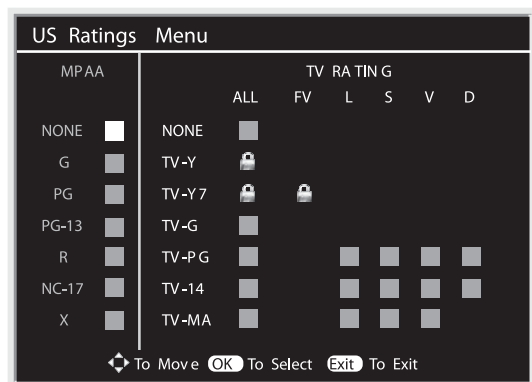 US Ratings Menu
MPAA TV RATING
ALL FV L S V D
NONE NONE
G TV-Y
PG TV-Y7
PG-13 TV-G
R TV-PG
NC-17 TV-14
X TV-MA
To Move OK To Select Exit To Exit